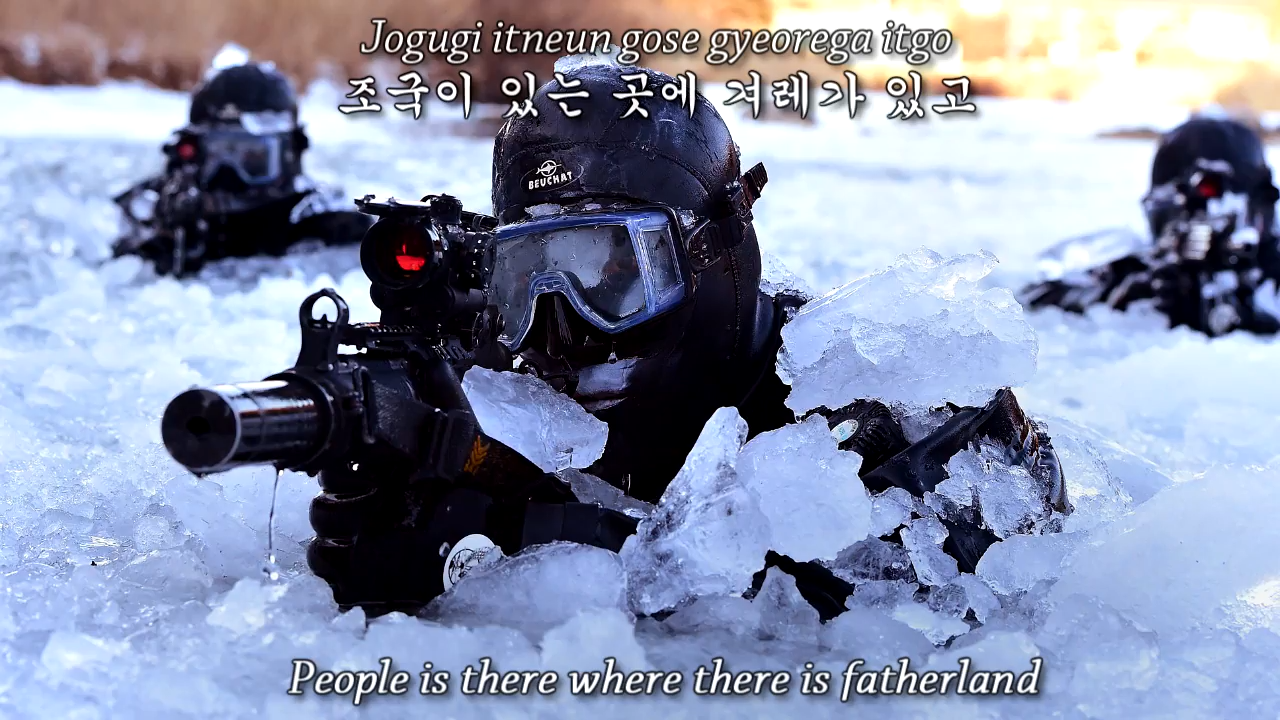 Jogugi itneun gose gyeorega itgo
조국이 있는 곳에 겨레가 있고
BEUCHAT
People is there where there is fatherland